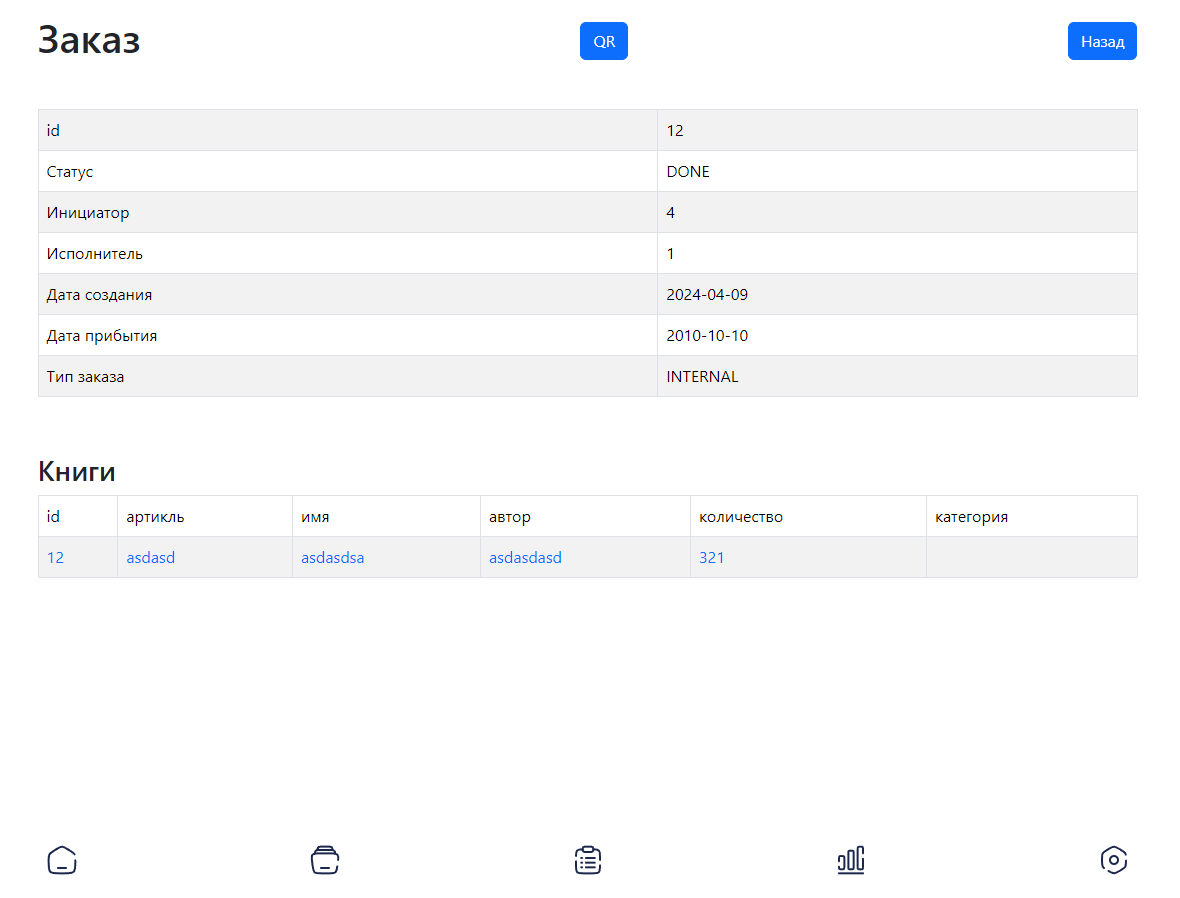 Заказ QR Назад
id 12
Статус DONE
Инициатор 4
Исполнитель 1
Дата создания 2024-04-09
Дата прибытия 2010-10-10
Тип заказа INTERNAL
Книги
id артикль имя автор количество категория
12 asdasd asdasdsa asdasdasd 321